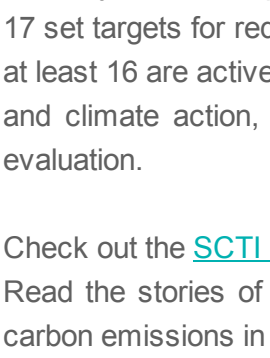 17 set targets for
at least 16 are active
and climate action,
evaluation.
Check out the SCTI
Read the stories of
carbon emissions in